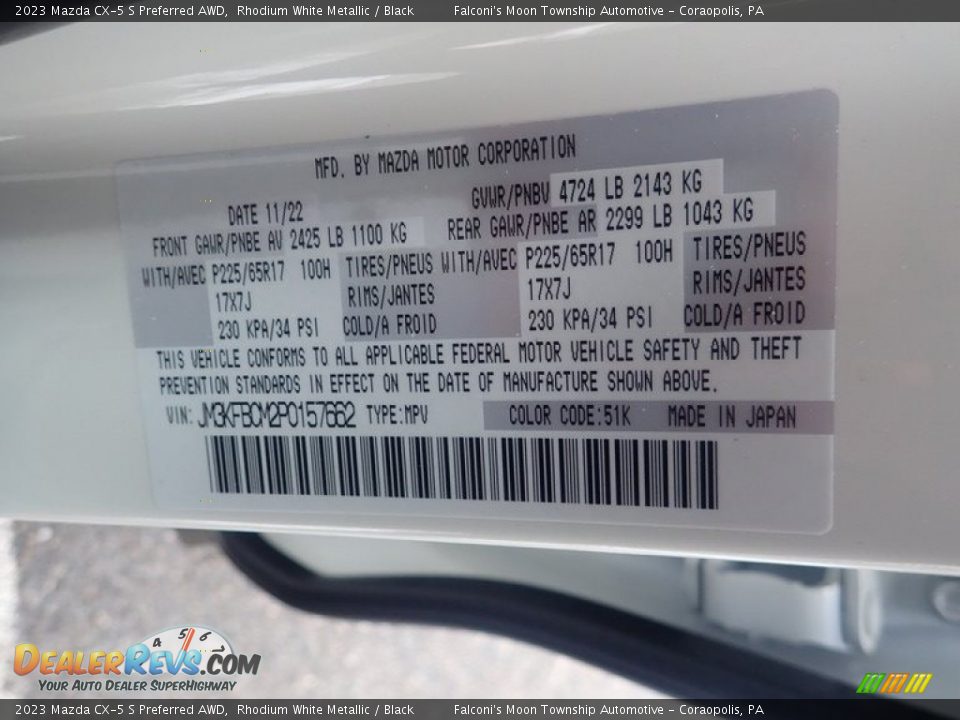 2023 Mazda CX-5 S Preferred AWD, Rhodium White Metallic / Black Falconi's Moon Township Automotive - Coraopolis, PA
MFD. BY MAZDA MOTOR CORPORATION
DATE 11/22 GVWR/PNBV 4724 LB 2143 KG
FRONT GAWR/PNBE AV 2425 LB 1100 KG REAR GAWR/PNBE AR 2299 LB 1043 KG
WITH/AVEC P225/65R17 100H TIRES/PNEUS WITH/AVEC P225/65R17 100H TIRES/PNEUS
17X7J RIMS/JANTES 17X7J RIMS/JANTES
230 KPA/34 PSI COLD/A FROID 230 KPA/34 PSI COLD/A FROID
THIS VEHICLE CONFORMS TO ALL APPLICABLE FEDERAL MOTOR VEHICLE SAFETY AND THEFT
PREVENTION STANDARDS IN EFFECT ON THE DATE OF MANUFACTURE SHOWN ABOVE.
VIN: JM3KFBCM2P0157662 TYPE:MPV COLOR CODE:51K MADE IN JAPAN
4 5 6
DEALERREVS.COM
YOUR AUTO DEALER SUPERHIGHWAY
2023 Mazda CX-5 S Preferred AWD, Rhodium White Metallic / Black Falconi's Moon Township Automotive - Coraopolis, PA